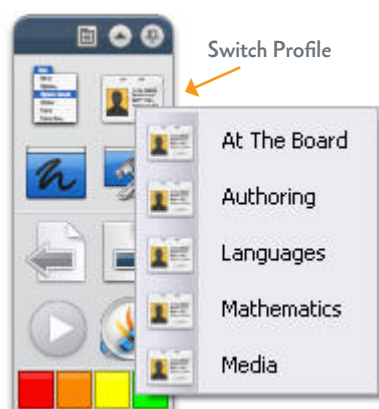 Switch Profile
At The Board
Authoring
Languages
Mathematics
Media